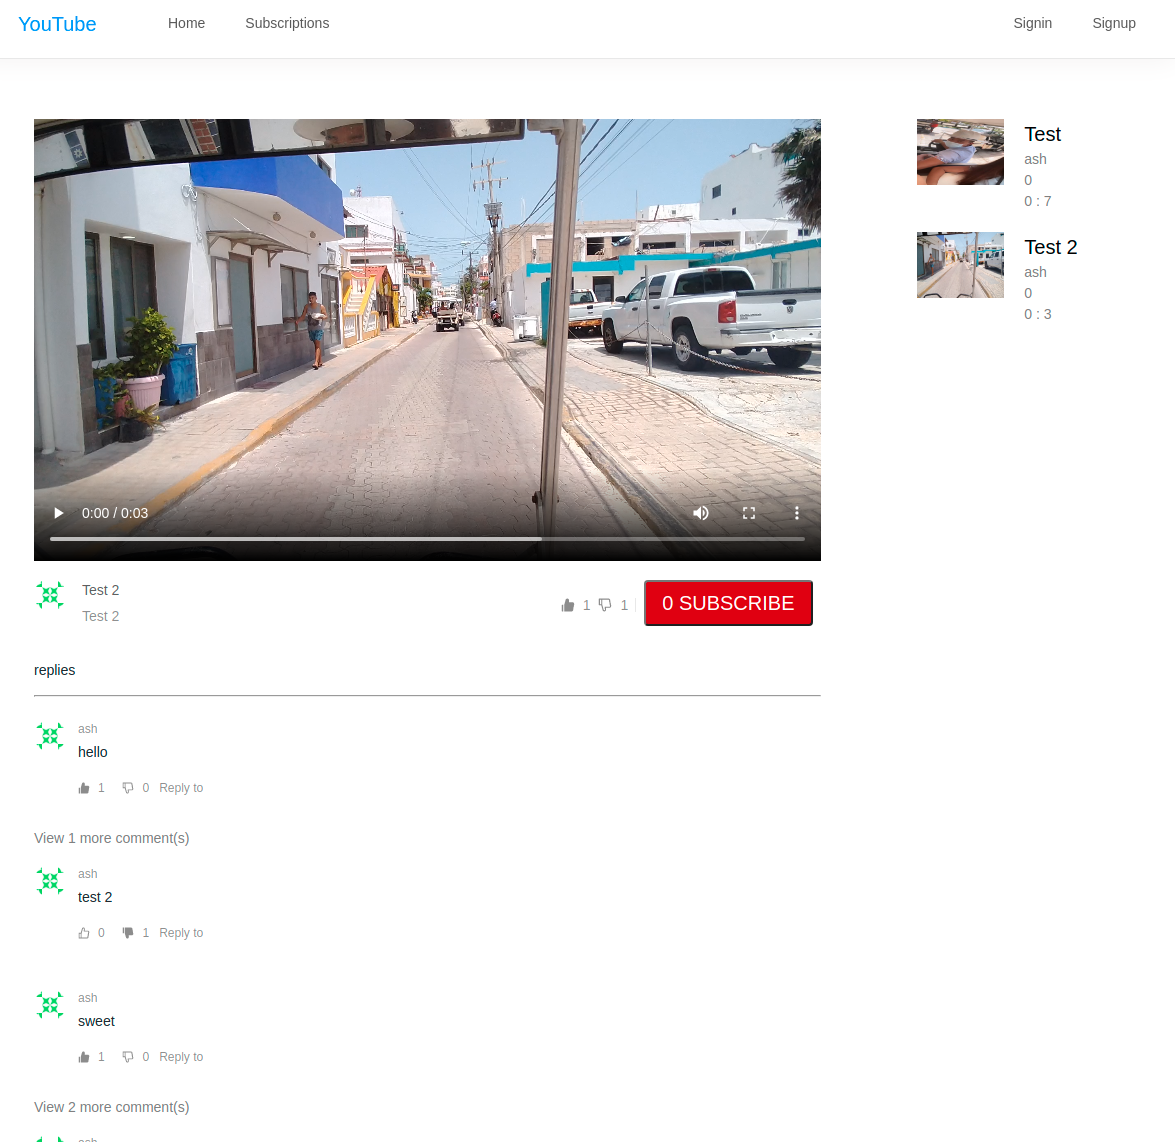 YouTube
Home
Subscriptions
Signin
Signup
0:00 / 0:03
Test 2
Test 2
1
1
0 SUBSCRIBE
replies
ash
hello
1
0
Reply to
View 1 more comment(s)
ash
test 2
0
1
Reply to
ash
sweet
1
0
Reply to
View 2 more comment(s)
ash
Test
ash
0
0 : 7
Test 2
ash
0
0 : 3